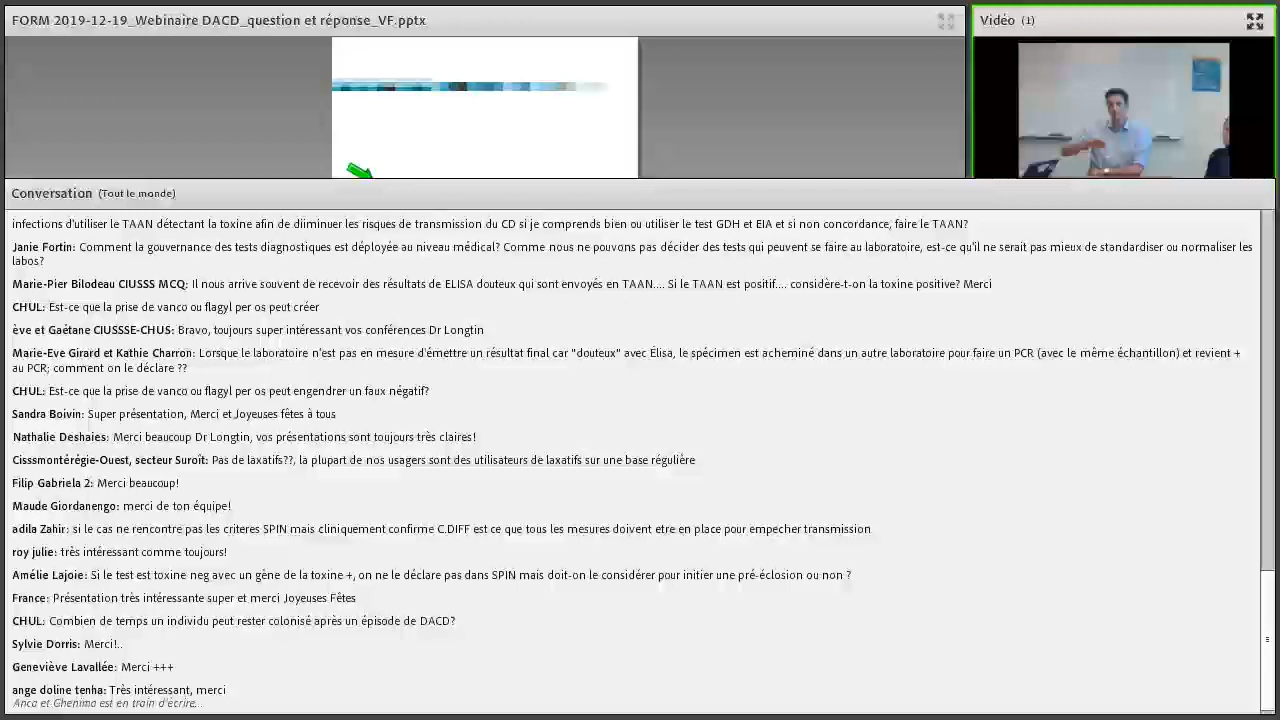 FORM 2019-12-19_Webinaire DACD_question et réponse_VF.pptx
Vidéo (1)
Conversation (Tout le monde)
infections d'utiliser le TAAN détectant la toxine afin de diiminuer les risques de transmission du CD si je comprends bien ou utiliser le test GDH et EIA et si non concordance, faire le TAAN?
Janie Fortin: Comment la gouvernance des tests diagnostiques est déployée au niveau médical? Comme nous ne pouvons pas décider des tests qui peuvent se faire au laboratoire, est-ce qu'il ne serait pas mieux de standardiser ou normaliser les
labos?
Marie-Pier Bilodeau CIUSSS MCQ: Il nous arrive souvent de recevoir des résultats de ELISA douteux qui sont envoyés en TAAN.... Si le TAAN est positif.... considère-t-on la toxine positive? Merci
CHUL: Est-ce que la prise de vanco ou flagyl per os peut créer
ève et Gaétane CIUSSSE-CHUS: Bravo, toujours super intéressant vos conférences Dr Longtin
Marie-Eve Girard et Kathie Charron: Lorsque le laboratoire n'est pas en mesure d'émettre un résultat final car "douteux" avec Élisa, le spécimen est acheminé dans un autre laboratoire pour faire un PCR (avec le même échantillon) et revient +
au PCR; comment on le déclare ??
CHUL: Est-ce que la prise de vanco ou flagyl per os peut engendrer un faux négatif?
Sandra Boivin: Super présentation, Merci et Joyeuses fêtes à tous
Nathalie Deshaies: Merci beaucoup Dr Longtin, vos présentations sont toujours très claires!
Cisssmontérégie-Ouest, secteur Suroît: Pas de laxatifs??, la plupart de nos usagers sont des utilisateurs de laxatifs sur une base régulière
Filip Gabriela 2: Merci beaucoup!
Maude Giordanengo: merci de ton équipe!
adila Zahir: si le cas ne rencontre pas les criteres SPIN mais cliniquement confirme C.DIFF est ce que tous les mesures doivent etre en place pour empecher transmission
roy julie: très intéressant comme toujours!
Amélie Lajoie: Si le test est toxine neg avec un gène de la toxine +, on ne le déclare pas dans SPIN mais doit-on le considérer pour initier une pré-éclosion ou non ?
France: Présentation très intéressante super et merci Joyeuses Fêtes
CHUL: Combien de temps un individu peut rester colonisé après un épisode de DACD?
Sylvie Dorris: Merci!..
Geneviève Lavallée: Merci +++
ange doline tenha: Très intéressant, merci
Anca et Ghenima est en train d'écrire...